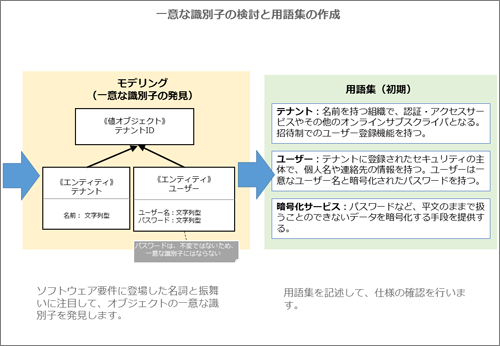 一意な識別子の検討と用語集の作成
モデリング
（一意な識別子の発見）
《値オブジェクト》
テナントID
《エンティティ》
テナント
名前： 文字列型
《エンティティ》
ユーザー
ユーザー名：文字列型
パスワード：文字列型
パスワードは、不変ではないため、
一意な識別子にはならない
ソフトウェア要件に登場した名詞と振舞
いに注目して、オブジェクトの一意な識
別子を発見します。
用語集（初期）
テナント：名前を持つ組織で、認証・アクセスサー
ビスやその他のオンラインサブスクライバとなる。
招待制でのユーザー登録機能を持つ。
ユーザー：テナントに登録されたセキュリティの主
体で、個人名や連絡先の情報を持つ。ユーザーは一
意なユーザー名と暗号化されたパスワードを持つ。
暗号化サービス：パスワードなど、平文のままで扱
うことのできないデータを暗号化する手段を提供す
る。
用語集を記述して、仕様の確認を行いま
す。